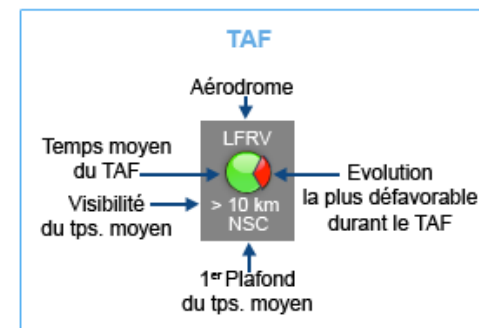 TAF
Aérodrome
LFRV
Temps moyen
du TAF
Evolution
la plus défavorable
durant le TAF
Visibilité
du tps. moyen
> 10 km
NSC
1er Plafond
du tps. moyen